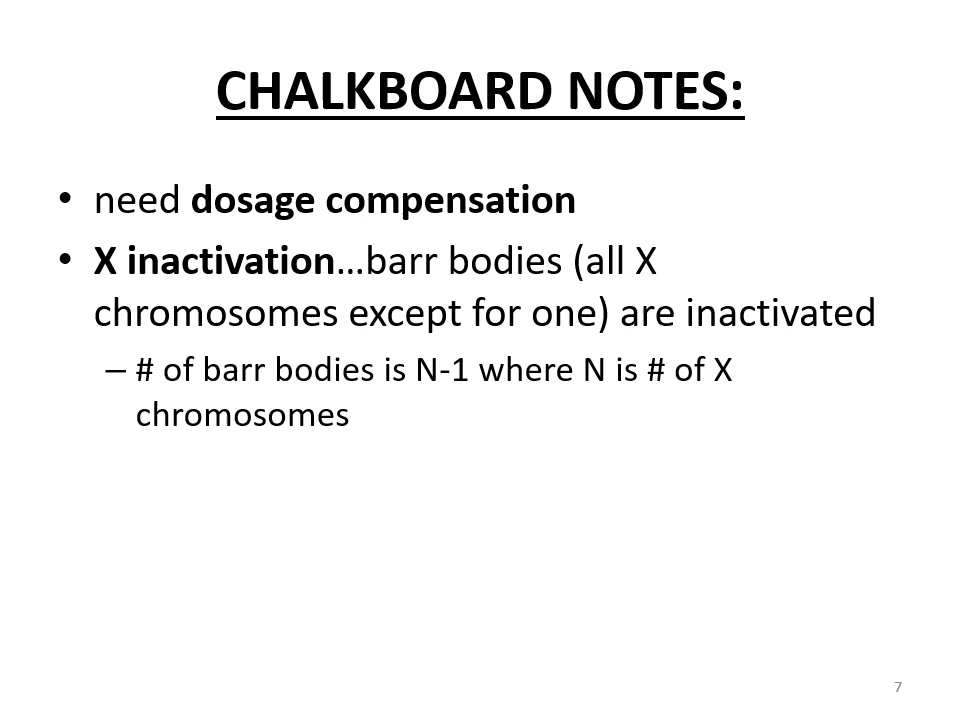 CHALKBOARD NOTES:
• need dosage compensation
• X inactivation…barr bodies (all X
chromosomes except for one) are inactivated
– # of barr bodies is N-1 where N is # of X
chromosomes
7